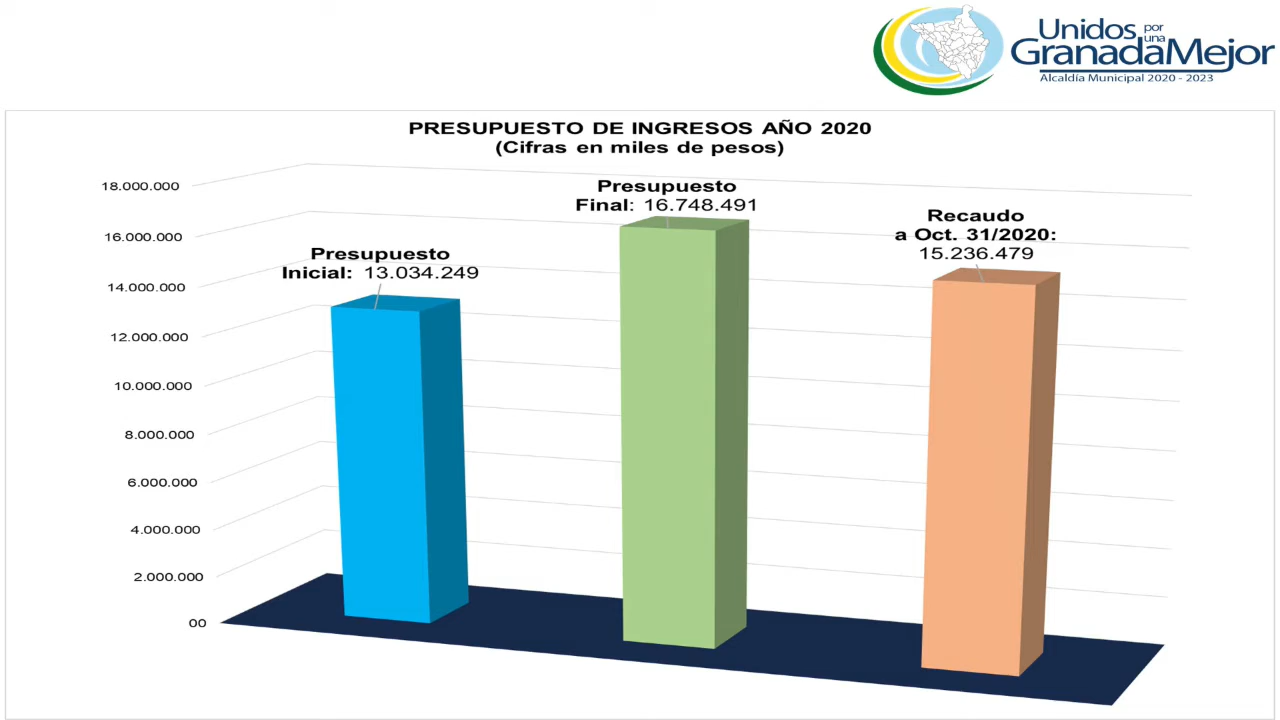 Unidos por una
GranadaMejor
Alcaldía Municipal 2020 - 2023
PRESUPUESTO DE INGRESOS AÑO 2020
(Cifras en miles de pesos)
18.000.000
16.000.000
14.000.000
12.000.000
10.000.000
8.000.000
6.000.000
4.000.000
2.000.000
00
Presupuesto
Inicial: 13.034.249
Presupuesto
Final: 16.748.491
Recaudo
a Oct. 31/2020:
15.236.479